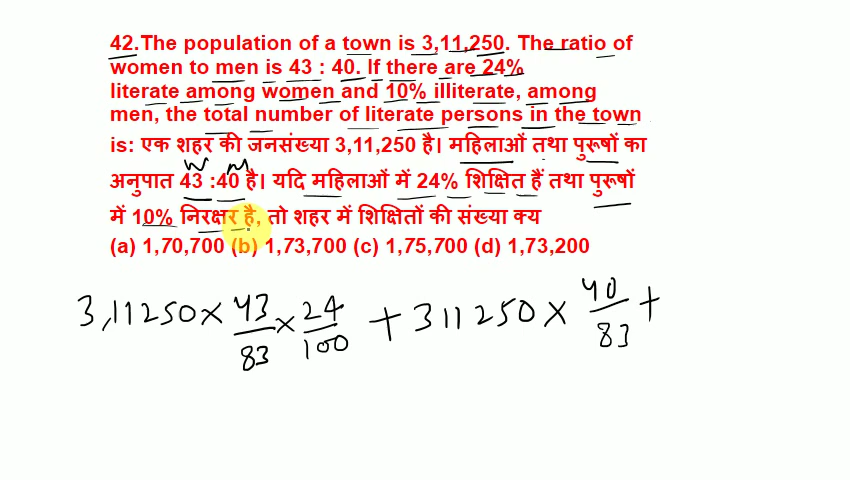 42.The population of a town is 3,11,250. The ratio of
women to men is 43 : 40. If there are 24%
literate among women and 10% illiterate, among
men, the total number of literate persons in the town
is: एक शहर की जनसंख्या 3,11,250 है। महिलाओं तथा पुरूषों का
W M
अनुपात 43 :40 है। यदि महिलाओं में 24% शिक्षित हैं तथा पुरूषों
में 10% निरक्षर है, तो शहर में शिक्षितों की संख्या क्य
(a) 1,70,700 (b) 1,73,700 (c) 1,75,700 (d) 1,73,200
3,11250 × 43/83 × 24/100 + 311250 × 40/83 +